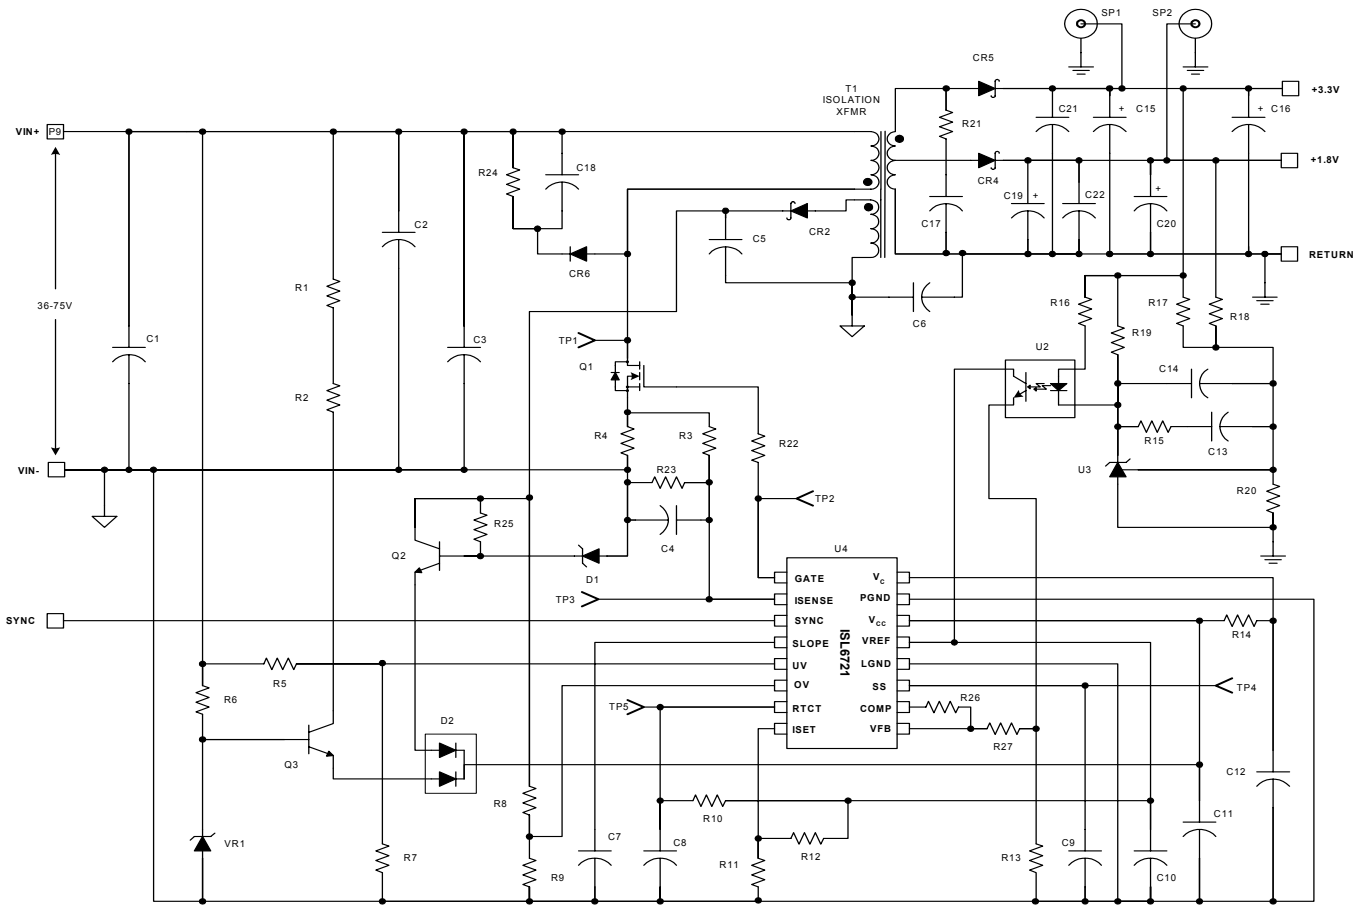 SP1
SP2
CR5
T1
ISOLATION
XFMR
+3.3V
C21
C15
+
C16
+
R21
VIN+
P9
+1.8V
CR4
R24
C18
C17
C19
+
C22
C20
+
C2
CR2
C5
CR6
RETURN
R1
36-75V
R16
R17
R18
C6
R19
TP1
U2
C1
C3
Q1
C14
R2
R4
R3
R22
R15
C13
VIN-
U3
R23
R20
TP2
R25
C4
Q2
D1
U4
TP3
GATE
ISENSE
SYNC
SLOPE
UV
OV
RTCT
ISET
ISL6721
VC
PGND
VCC
VREF
LGND
SS
COMP
VFB
SYNC
R14
R5
R6
TP5
TP4
R26
D2
R27
Q3
C12
R8
R10
C11
VR1
R7
C7
C8
R12
R11
R9
R13
C9
C10